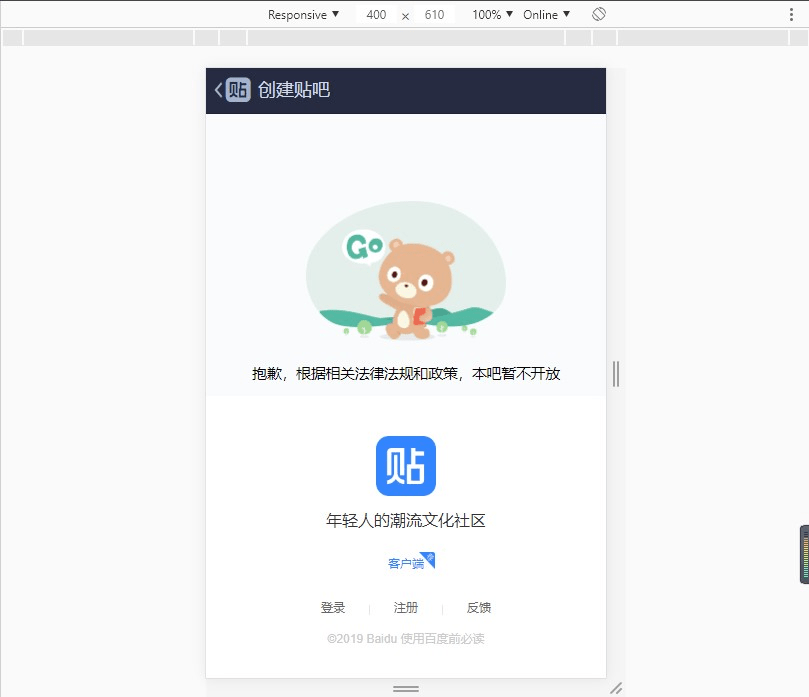 Responsive ▼ 400 × 610 100% ▼ Online ▼
贴 创建贴吧
Go
抱歉，根据相关法律法规和政策，本吧暂不开放
贴
年轻人的潮流文化社区
客户端
登录 | 注册 | 反馈
©2019 Baidu 使用百度前必读